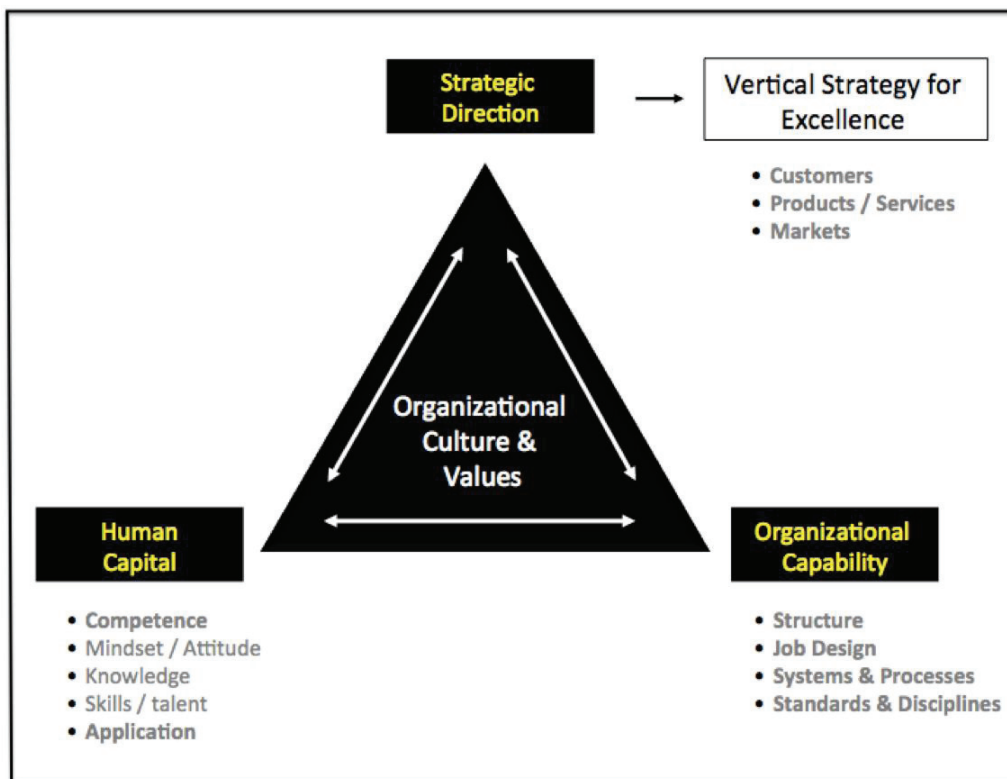 Strategic
Direction
Vertical Strategy for
Excellence
• Customers
• Products / Services
• Markets
Organizational
Culture &
Values
Human
Capital
• Competence
• Mindset / Attitude
• Knowledge
• Skills / talent
• Application
Organizational
Capability
• Structure
• Job Design
• Systems & Processes
• Standards & Disciplines